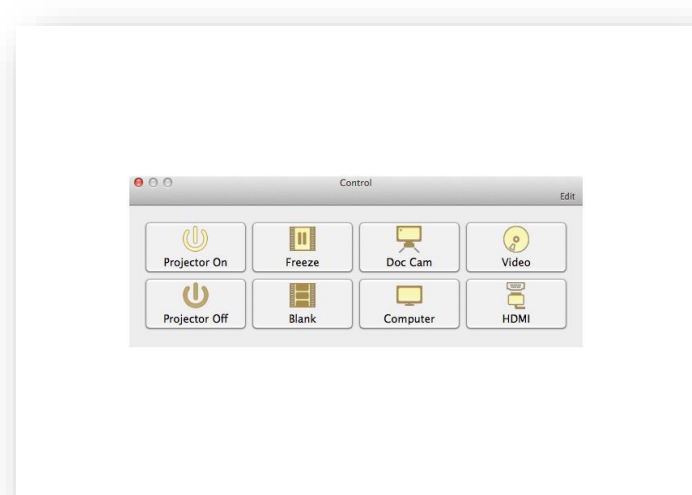 Control
Edit
Projector On
Freeze
Doc Cam
Video
Projector Off
Blank
Computer
HDMI